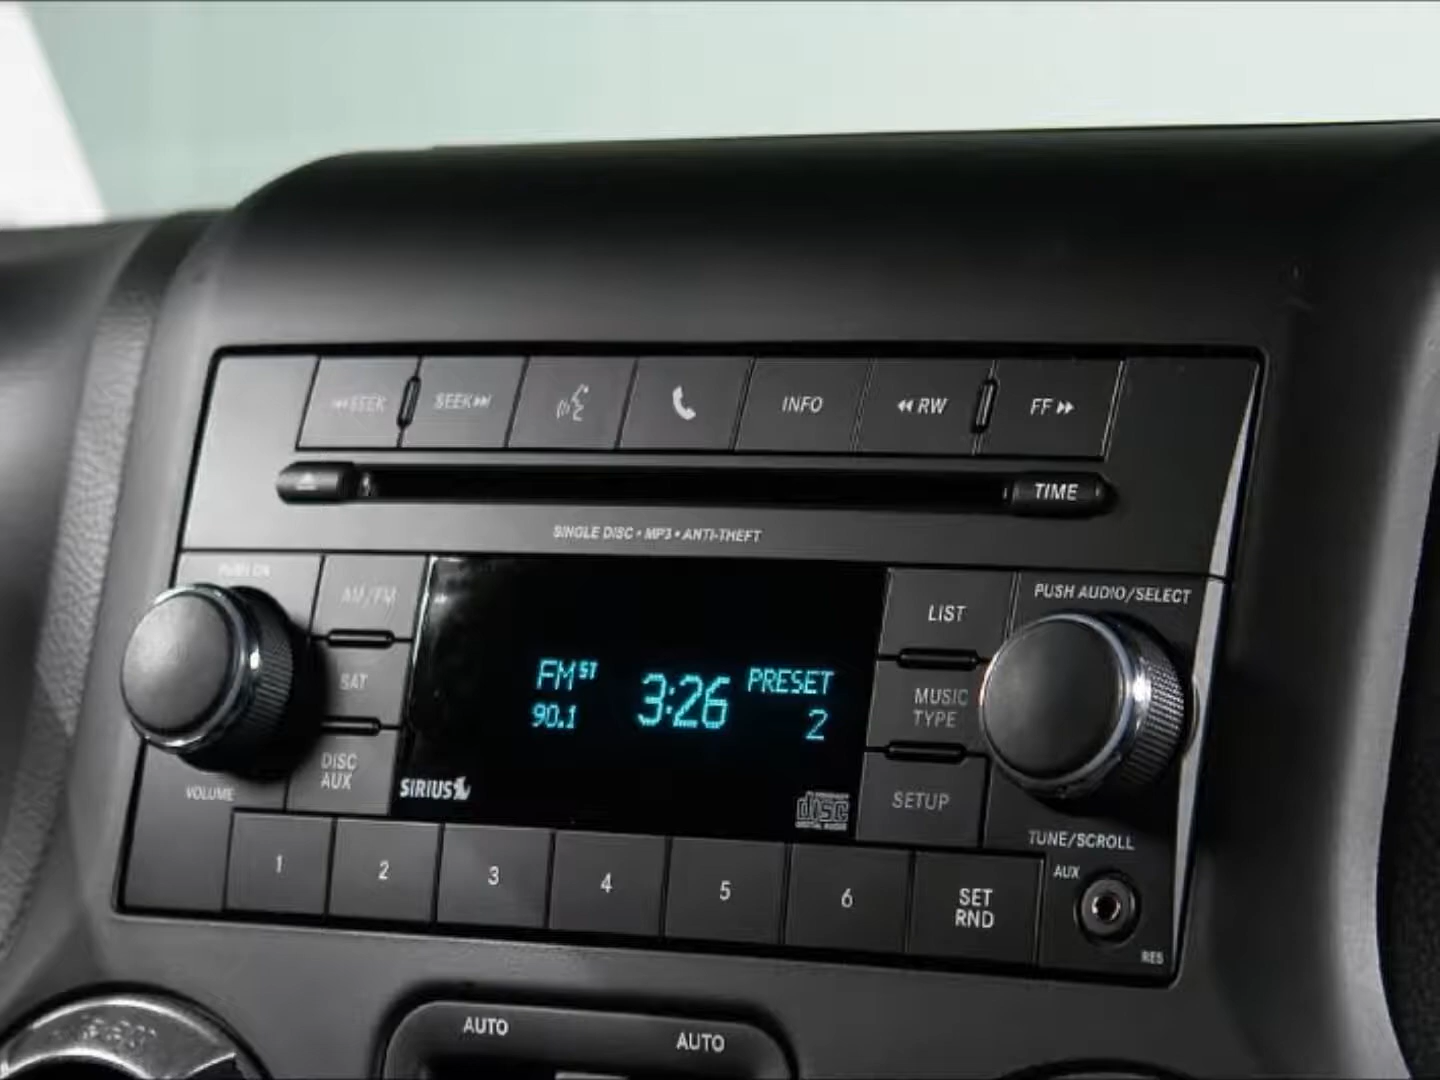 SEEK
SEEK
INFO
RW
FF
TIME
SINGLE DISC • MP3 • ANTI-THEFT
PUSH ON
AM/FM
SAT
DISC
AUX
VOLUME
FM ST
90.1
3:26
PRESET
2
SIRIUS
disc
LIST
MUSIC
TYPE
SETUP
PUSH AUDIO/SELECT
TUNE/SCROLL
1
2
3
4
5
6
SET
RND
AUX
RES
AUTO
AUTO